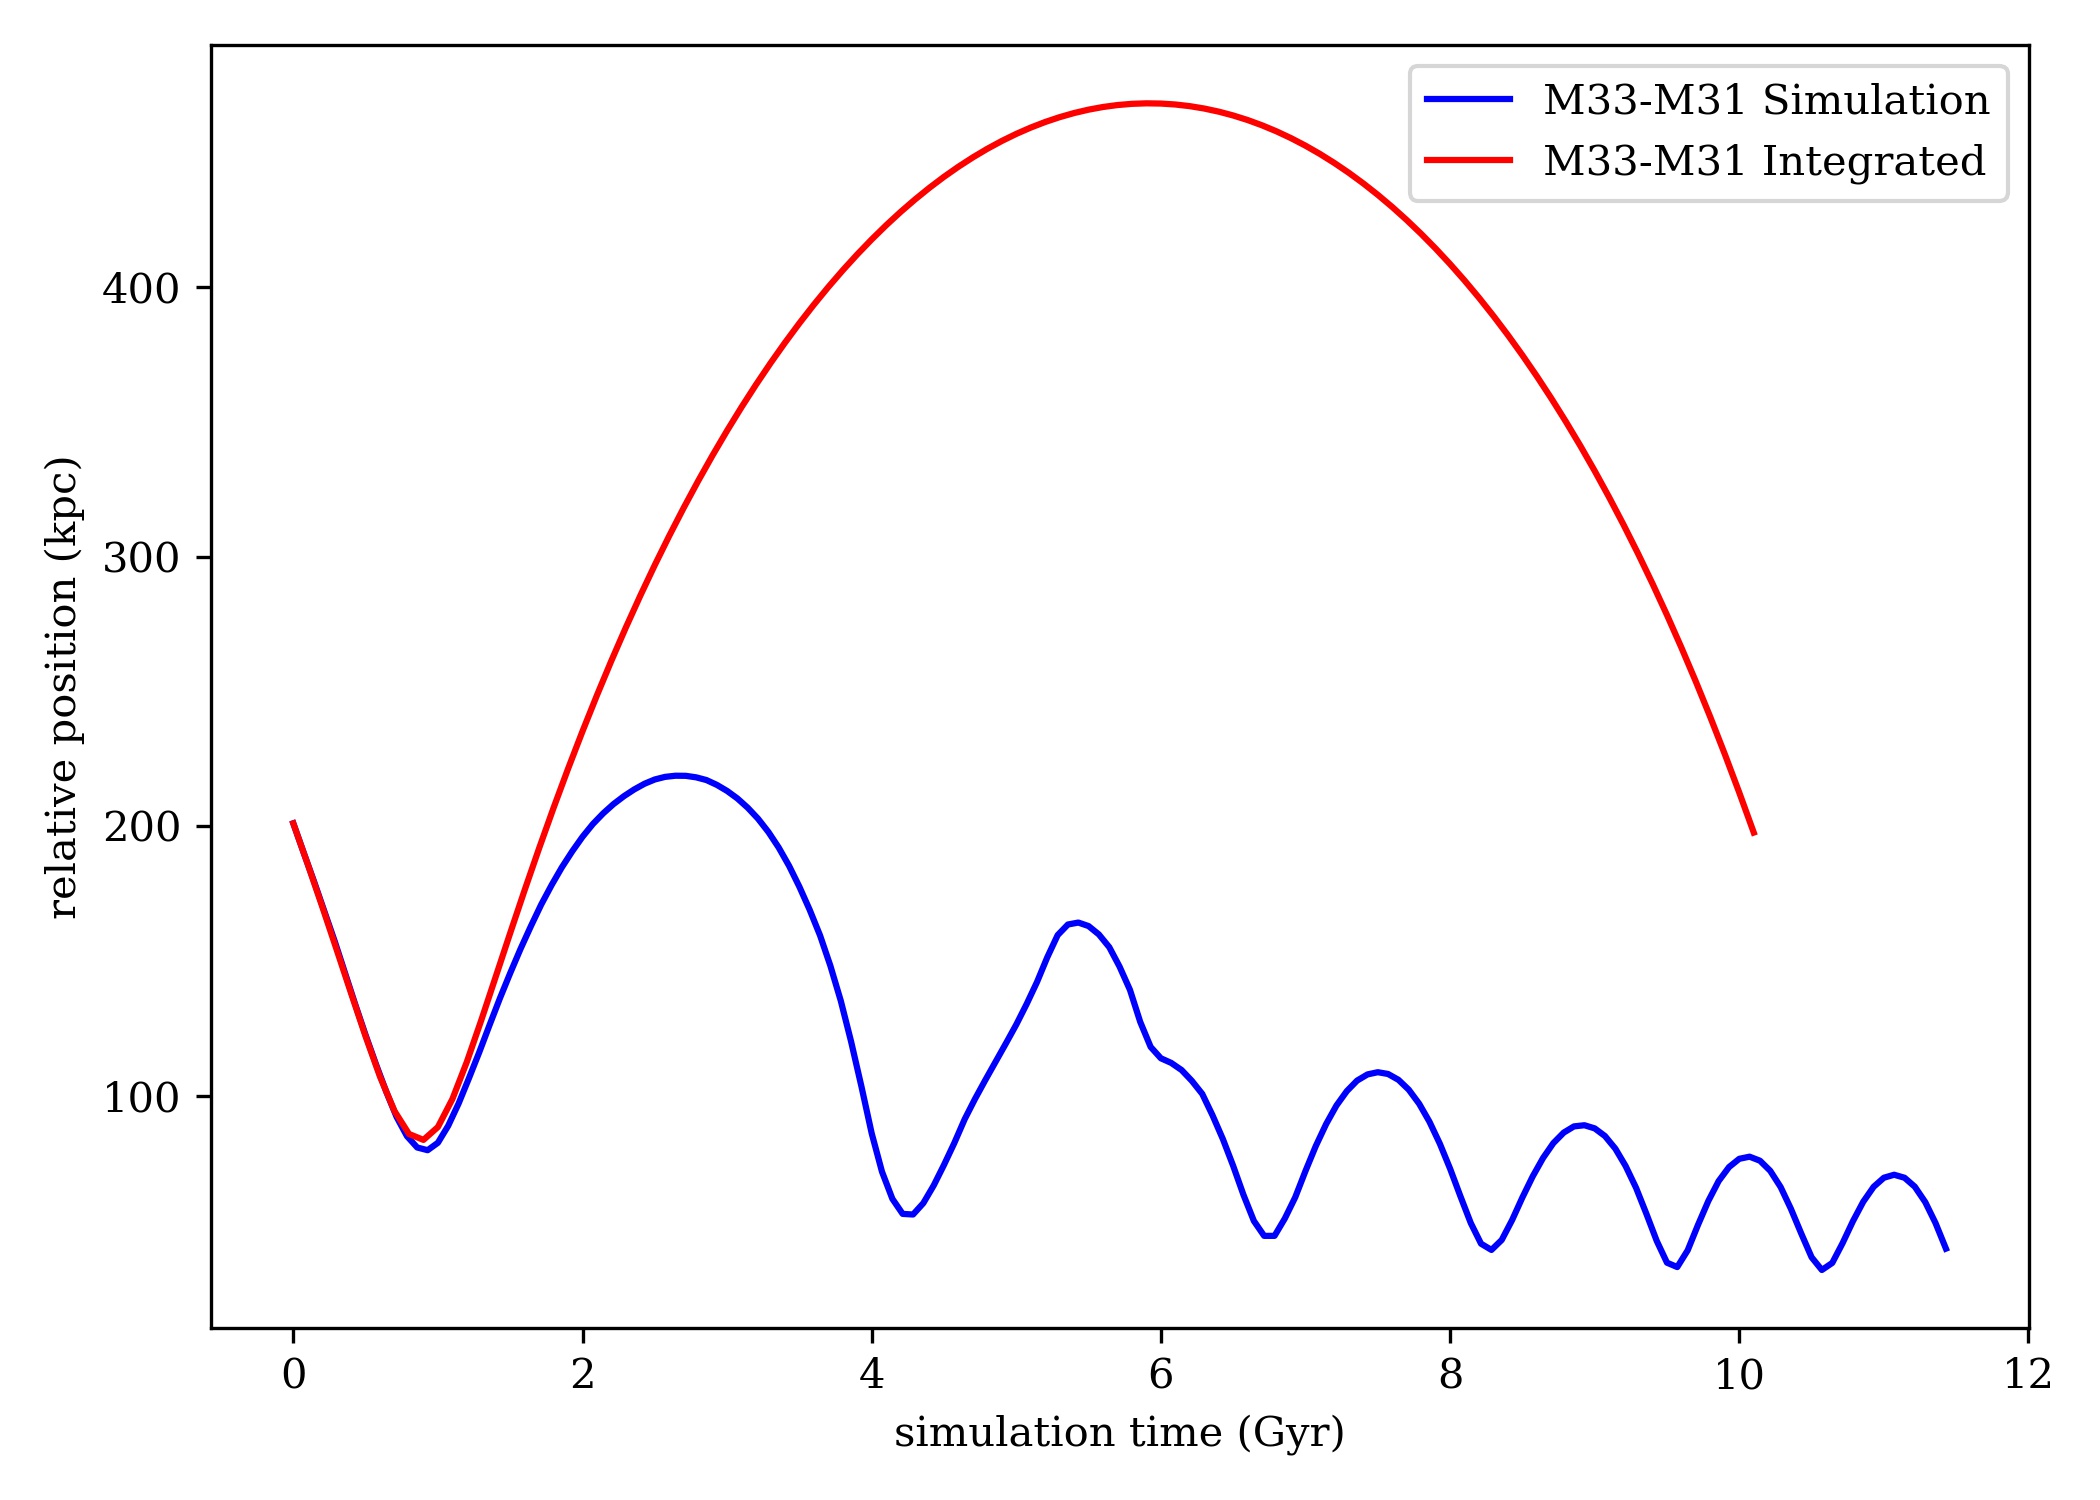 M33-M31 Simulation
M33-M31 Integrated
relative position (kpc)
400
300
200
100
0 2 4 6 8 10 12
simulation time (Gyr)